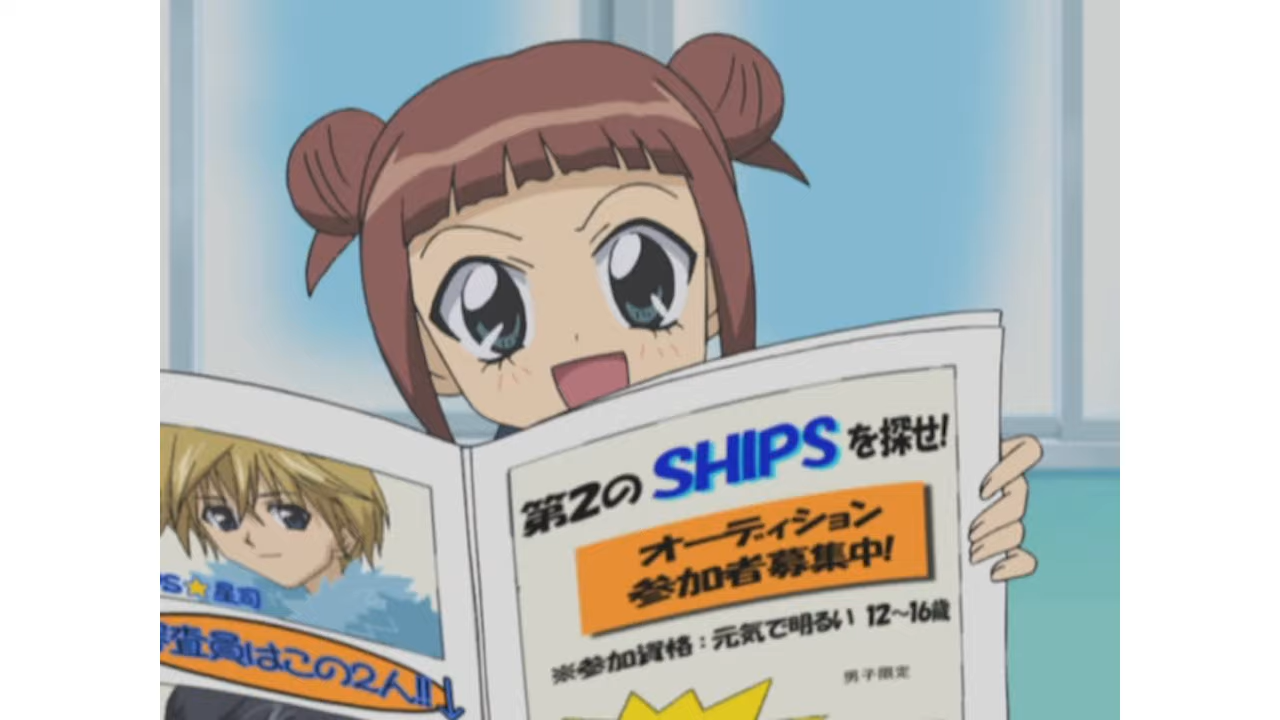 PS★星司
審査員はこの2人!!↓
第2のSHIPSを探せ!
オーディション
参加者募集中!
※参加資格:元気で明るい 12~16歳
男子限定